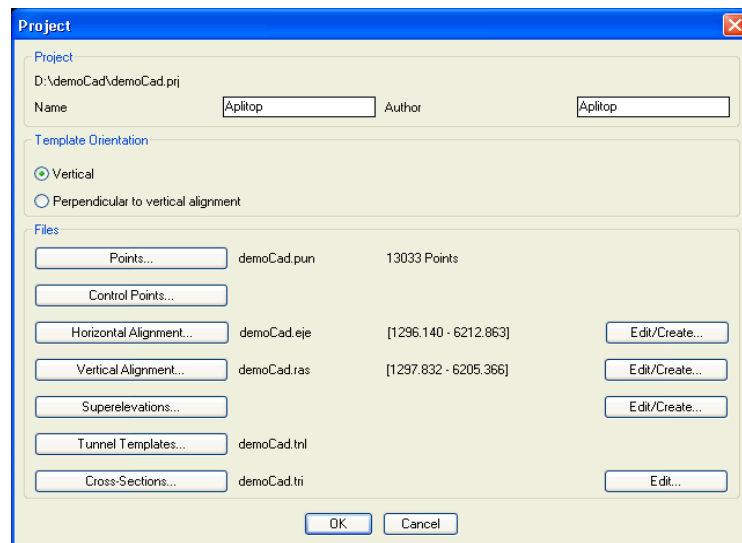 Project
Project
D:\demoCad\demoCad.prj
Name Aplitop Author Aplitop
Template Orientation
Vertical
Perpendicular to vertical alignment
Files
Points... demoCad.pun 13033 Points
Control Points...
Horizontal Alignment... demoCad.eje [1296.140 - 6212.863] Edit/Create...
Vertical Alignment... demoCad.ras [1297.832 - 6205.366] Edit/Create...
Superelevations... Edit/Create...
Tunnel Templates... demoCad.tnl
Cross-Sections... demoCad.tri Edit...
OK Cancel